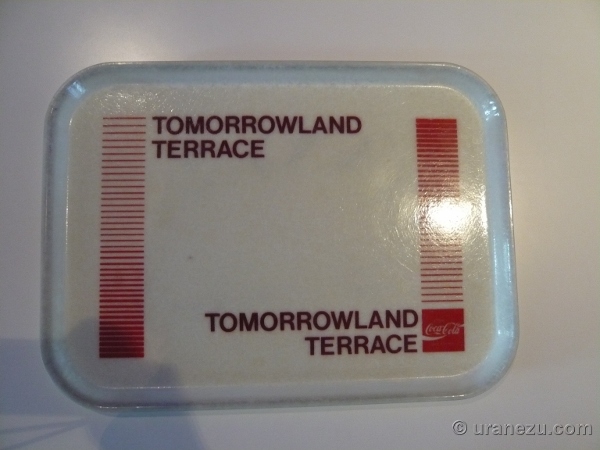 TOMORROWLAND
TERRACE
TOMORROWLAND
TERRACE
Coca-Cola
© uranezu.com